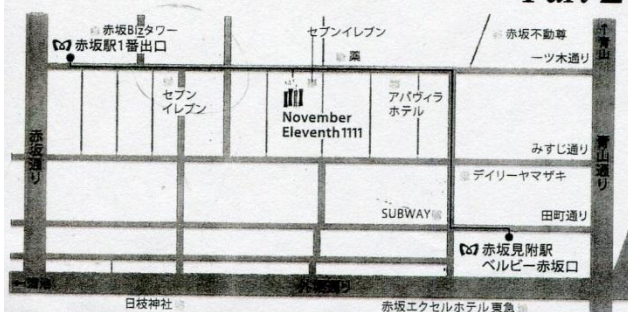 赤坂Bizタワー
赤坂駅1番出口
セブンイレブン
薬
赤坂不動尊
一ツ木通り
↑青山
セブン
イレブン
November
Eleventh1111
アパヴィラ
ホテル
赤坂通り
みすじ通り
青山通り
デイリーヤマザキ
SUBWAY
田町通り
赤坂見附駅
ベルビー赤坂口
日枝神社
赤坂エクセルホテル東急